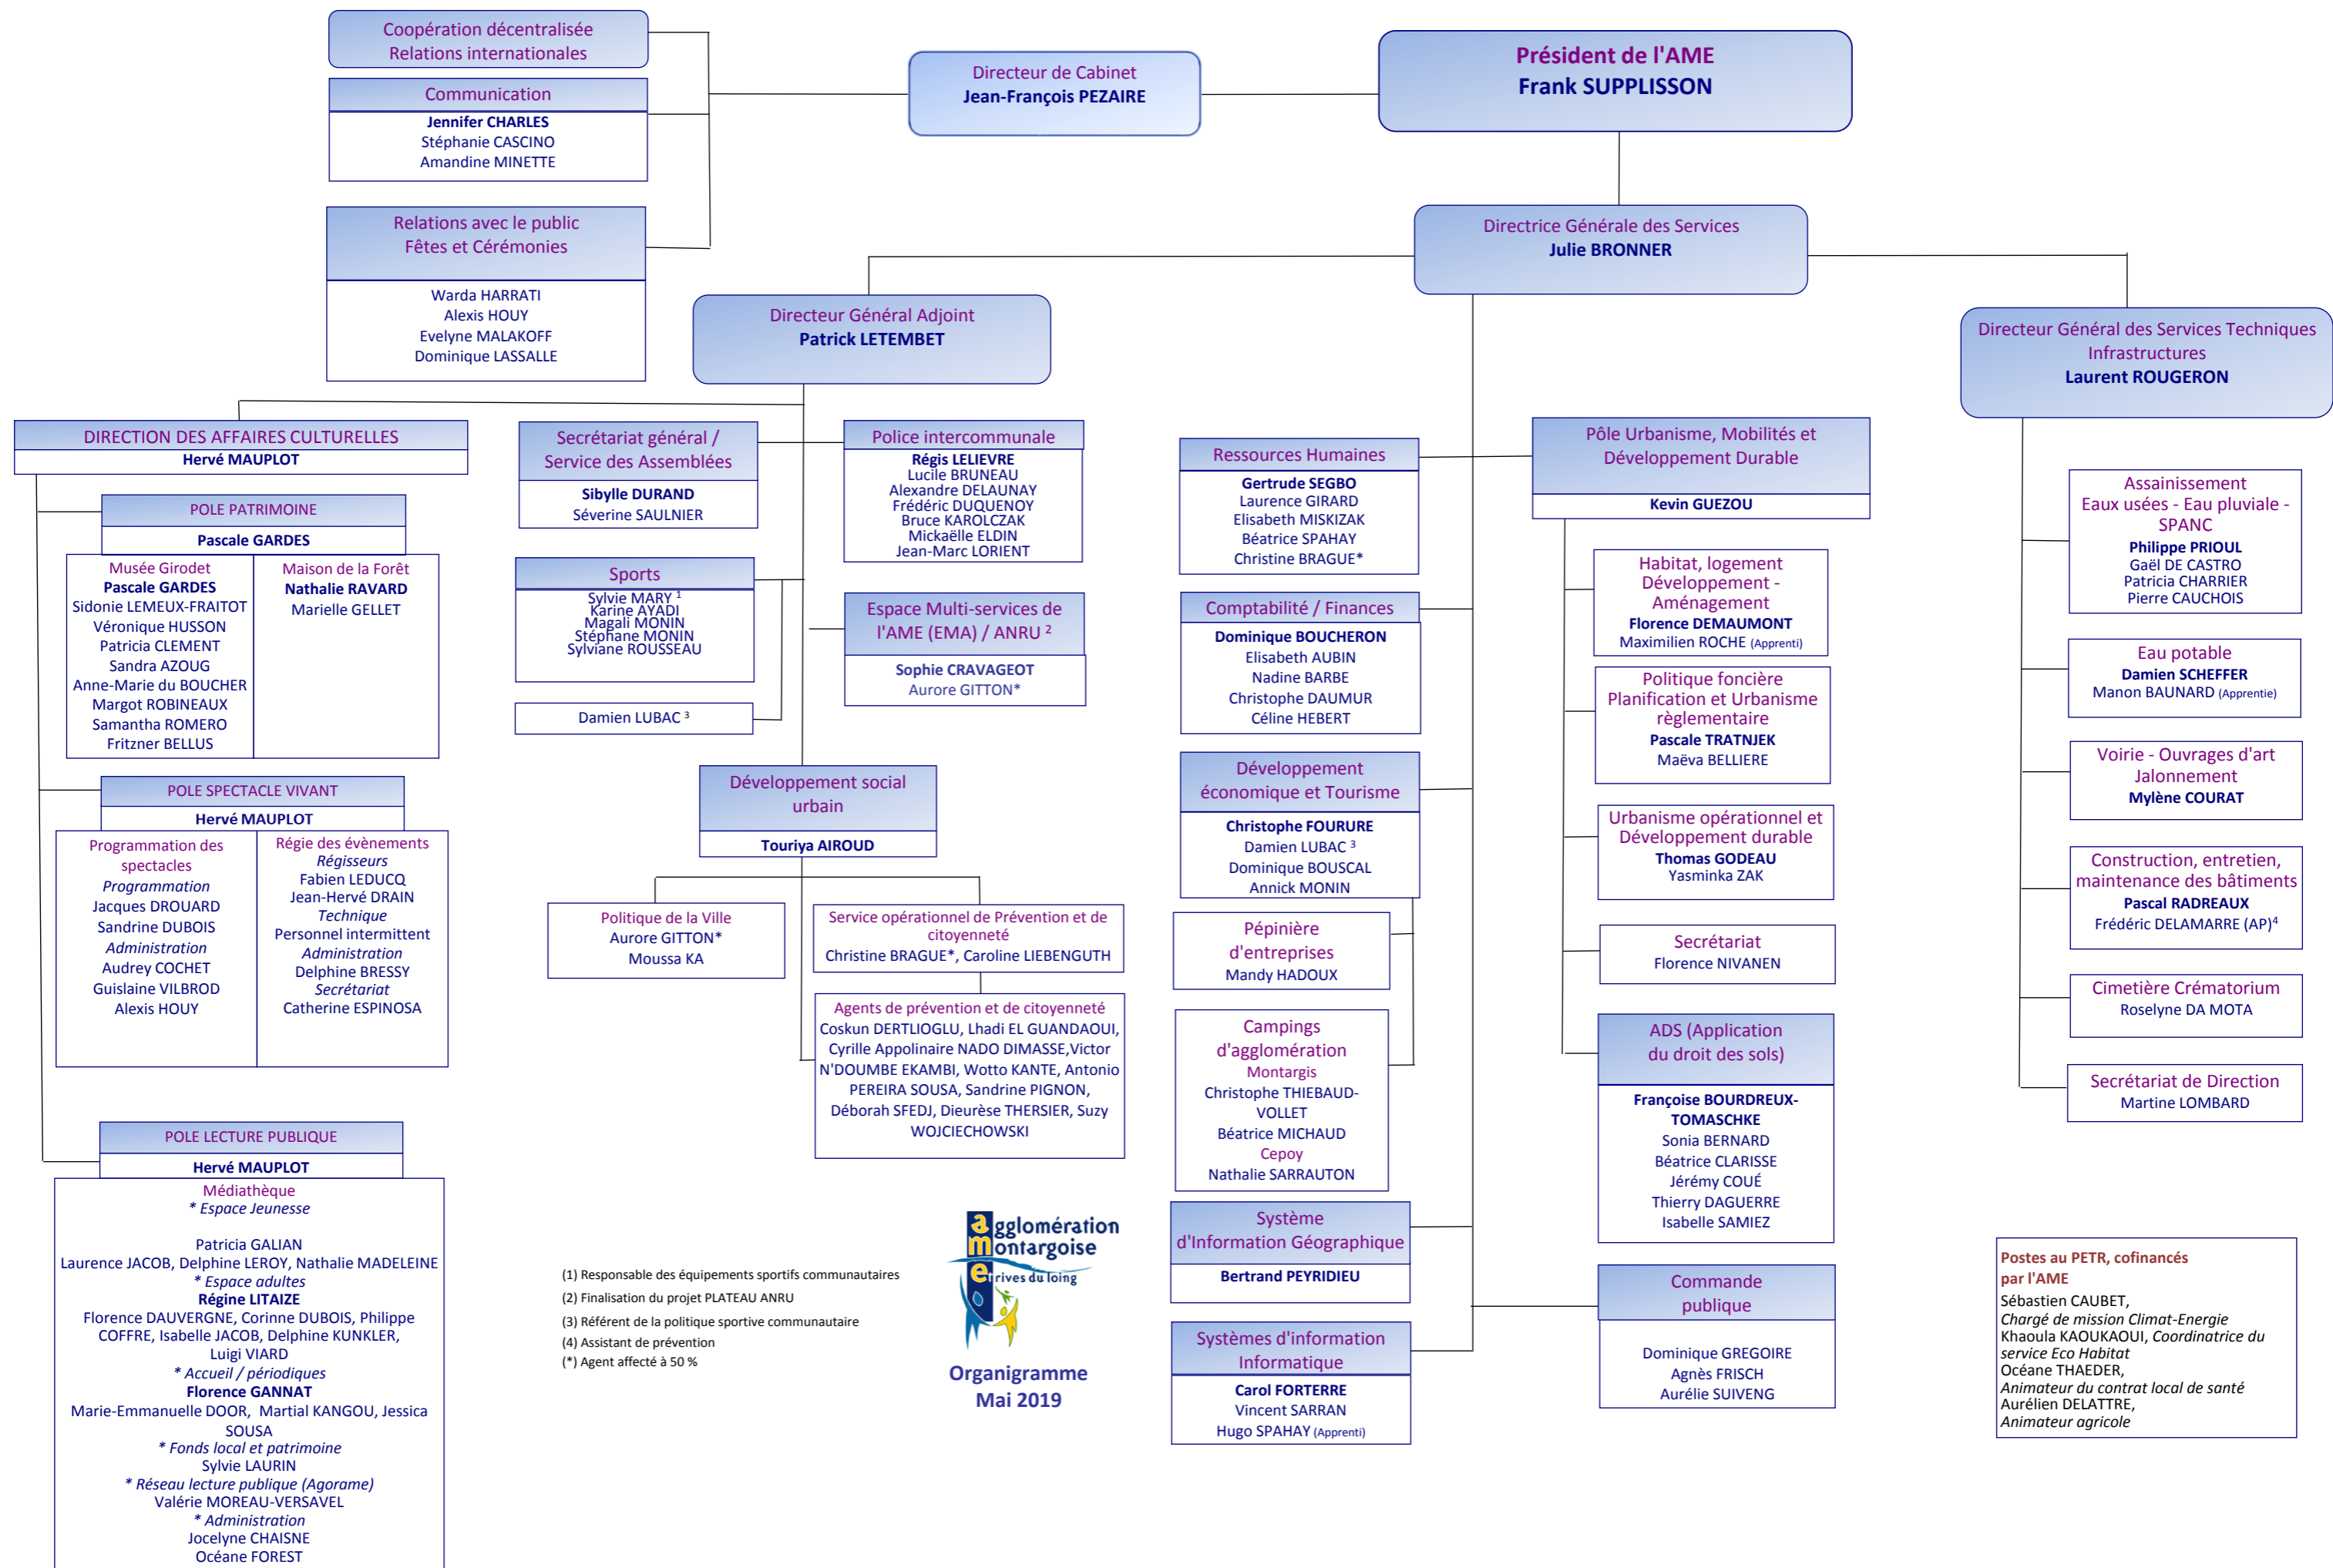 Coopération décentralisée
Relations internationales
Communication
Jennifer CHARLES
Stéphanie CASCINO
Amandine MINETTE
Relations avec le public
Fêtes et Cérémonies
Warda HARRATI
Alexis HOUY
Evelyne MALAKOFF
Dominique LASSALLE
Directeur de Cabinet
Jean-François PEZAIRE
Président de l'AME
Frank SUPPLISSON
Directrice Générale des Services
Julie BRONNER
Directeur Général Adjoint
Patrick LETEMBET
Directeur Général des Services Techniques
Infrastructures
Laurent ROUGERON
DIRECTION DES AFFAIRES CULTURELLES
Hervé MAUPLOT
POLE PATRIMOINE
Pascale GARDES
Musée Girodet
Pascale GARDES
Sidonie LEMEUX-FRAITOT
Véronique HUSSON
Patricia CLEMENT
Sandra AZOUG
Anne-Marie du BOUCHER
Margot ROBINEAUX
Samantha ROMERO
Fritzner BELLUS
Maison de la Forêt
Nathalie RAVARD
Marielle GELLET
POLE SPECTACLE VIVANT
Hervé MAUPLOT
Programmation des
spectacles
Programmation
Jacques DROUARD
Sandrine DUBOIS
Administration
Audrey COCHET
Guislaine VILBROD
Alexis HOUY
Régie des évènements
Régisseurs
Fabien LEDUCQ
Jean-Hervé DRAIN
Technique
Personnel intermittent
Administration
Delphine BRESSY
Secrétariat
Catherine ESPINOSA
POLE LECTURE PUBLIQUE
Hervé MAUPLOT
Médiathèque
* Espace Jeunesse
Patricia GALIAN
Laurence JACOB, Delphine LEROY, Nathalie MADELEINE
* Espace adultes
Régine LITAIZE
Florence DAUVERGNE, Corinne DUBOIS, Philippe
COFFRE, Isabelle JACOB, Delphine KUNKLER,
Luigi VIARD
* Accueil / périodiques
Florence GANNAT
Marie-Emmanuelle DOOR, Martial KANGOU, Jessica
SOUSA
* Fonds local et patrimoine
Sylvie LAURIN
* Réseau lecture publique (Agorame)
Valérie MOREAU-VERSAVEL
* Administration
Jocelyne CHAISNE
Océane FOREST
Secrétariat général /
Service des Assemblées
Sibylle DURAND
Séverine SAULNIER
Sports
Sylvie MARY 1
Karine AYADI
Magali MONIN
Stéphane MONIN
Sylviane ROUSSEAU
Damien LUBAC 3
Police intercommunale
Régis LELIEVRE
Lucile BRUNEAU
Alexandre DELAUNAY
Frédéric DUQUENOY
Bruce KAROLCZAK
Mickaëlle ELDIN
Jean-Marc LORIENT
Espace Multi-services de
l'AME (EMA) / ANRU 2
Sophie CRAVAGEOT
Aurore GITTON*
Développement social
urbain
Touriya AIROUD
Politique de la Ville
Aurore GITTON*
Moussa KA
Service opérationnel de Prévention et de
citoyenneté
Christine BRAGUE*, Caroline LIEBENGUTH
Agents de prévention et de citoyenneté
Coskun DERTLIOGLU, Lhadi EL GUANDAOUI,
Cyrille Appolinaire NADO DIMASSE,Victor
N'DOUMBE EKAMBI, Wotto KANTE, Antonio
PEREIRA SOUSA, Sandrine PIGNON,
Déborah SFEDJ, Dieurèse THERSIER, Suzy
WOJCIECHOWSKI
Ressources Humaines
Gertrude SEGBO
Laurence GIRARD
Elisabeth MISKIZAK
Béatrice SPAHAY
Christine BRAGUE*
Comptabilité / Finances
Dominique BOUCHERON
Elisabeth AUBIN
Nadine BARBE
Christophe DAUMUR
Céline HEBERT
Développement
économique et Tourisme
Christophe FOURURE
Damien LUBAC 3
Dominique BOUSCAL
Annick MONIN
Pépinière
d'entreprises
Mandy HADOUX
Campings
d'agglomération
Montargis
Christophe THIEBAUD-
VOLLET
Béatrice MICHAUD
Cepoy
Nathalie SARRAUTON
Système
d'Information Géographique
Bertrand PEYRIDIEU
Systèmes d'information
Informatique
Carol FORTERRE
Vincent SARRAN
Hugo SPAHAY (Apprenti)
Pôle Urbanisme, Mobilités et
Développement Durable
Kevin GUEZOU
Habitat, logement
Développement -
Aménagement
Florence DEMAUMONT
Maximilien ROCHE (Apprenti)
Politique foncière
Planification et Urbanisme
règlementaire
Pascale TRATNJEK
Maëva BELLIERE
Urbanisme opérationnel et
Développement durable
Thomas GODEAU
Yasminka ZAK
Secrétariat
Florence NIVANEN
ADS (Application
du droit des sols)
Françoise BOURDREUX-
TOMASCHKE
Sonia BERNARD
Béatrice CLARISSE
Jérémy COUÉ
Thierry DAGUERRE
Isabelle SAMIEZ
Commande
publique
Dominique GREGOIRE
Agnès FRISCH
Aurélie SUIVENG
Assainissement
Eaux usées - Eau pluviale -
SPANC
Philippe PRIOUL
Gaël DE CASTRO
Patricia CHARRIER
Pierre CAUCHOIS
Eau potable
Damien SCHEFFER
Manon BAUNARD (Apprentie)
Voirie - Ouvrages d'art
Jalonnement
Mylène COURAT
Construction, entretien,
maintenance des bâtiments
Pascal RADREAUX
Frédéric DELAMARRE (AP)4
Cimetière Crématorium
Roselyne DA MOTA
Secrétariat de Direction
Martine LOMBARD
(1) Responsable des équipements sportifs communautaires
(2) Finalisation du projet PLATEAU ANRU
(3) Référent de la politique sportive communautaire
(4) Assistant de prévention
(*) Agent affecté à 50 %
agglomération
montargoise
et rives du loing
Organigramme
Mai 2019
Postes au PETR, cofinancés
par l'AME
Sébastien CAUBET,
Chargé de mission Climat-Energie
Khaoula KAOUKAOUI, Coordinatrice du
service Eco Habitat
Océane THAEDER,
Animateur du contrat local de santé
Aurélien DELATTRE,
Animateur agricole